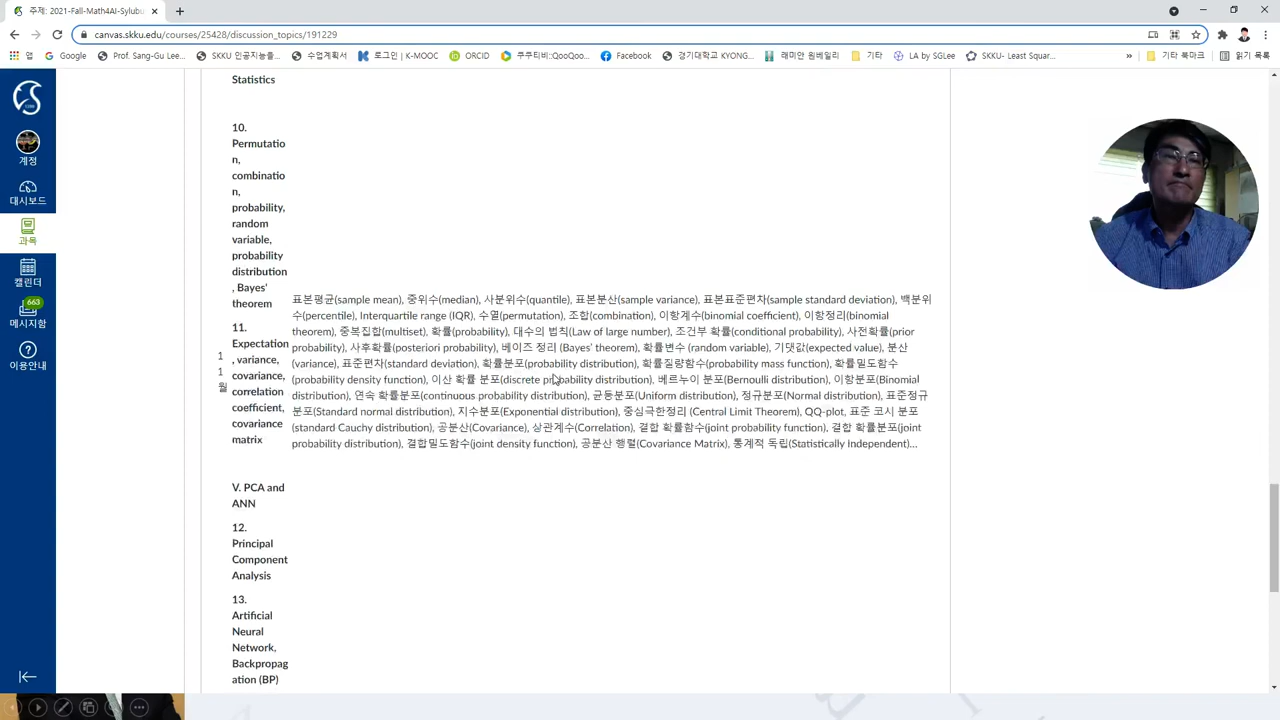 주제: 2021-Fall-Math4AI-Sylubu
canvas.skku.edu/courses/25428/discussion_topics/191229
앱
Google
Prof. Sang-Gu Lee...
SKKU 인공지능을...
수업계획서
로그인 | K-MOOC
ORCID
쿠쿠티비::QooQoo...
Facebook
경기대학교 KYONG...
래미안 원베일리
기타
LA by SGLee
SKKU- Least Squar...
»
기타 북마크
읽기 목록
계정
대시보드
과목
캘린더
663
메시지함
이용안내
Statistics
10.
Permutatio
n,
combinatio
n,
probability,
random
variable,
probability
distribution
, Bayes'
theorem
11.
Expectation
, variance,
covariance,
correlation
coefficient,
covariance
matrix
1
1
월
표본평균(sample mean), 중위수(median), 사분위수(quantile), 표본분산(sample variance), 표본표준편차(sample standard deviation), 백분위
수(percentile), Interquartile range (IQR). 수열(permutation), 조합(combination), 이항계수(binomial coefficient), 이항정리(binomial
theorem), 중복집합(multiset), 확률(probability), 대수의 법칙(Law of large number), 조건부 확률(conditional probability), 사전확률(prior
probability), 사후확률(posteriori probability), 베이즈 정리 (Bayes' theorem), 확률변수 (random variable), 기댓값(expected value), 분산
(variance), 표준편차(standard deviation), 확률분포(probability distribution), 확률질량함수(probability mass function), 확률밀도함수
(probability density function), 이산 확률 분포(discrete probability distribution), 베르누이 분포(Bernoulli distribution), 이항분포(Binomial
distribution), 연속 확률분포(continuous probability distribution), 균등분포(Uniform distribution), 정규분포(Normal distribution), 표준정규
분포(Standard normal distribution), 지수분포(Exponential distribution), 중심극한정리 (Central Limit Theorem), QQ-plot, 표준 코시 분포
(standard Cauchy distribution), 공분산(Covariance), 상관계수(Correlation), 결합 확률함수(joint probability function), 결합 확률분포(joint
probability distribution), 결합밀도함수(joint density function), 공분산 행렬(Covariance Matrix), 통계적 독립(Statistically Independent)...
V. PCA and
ANN
12.
Principal
Component
Analysis
13.
Artificial
Neural
Network,
Backpropag
ation (BP)